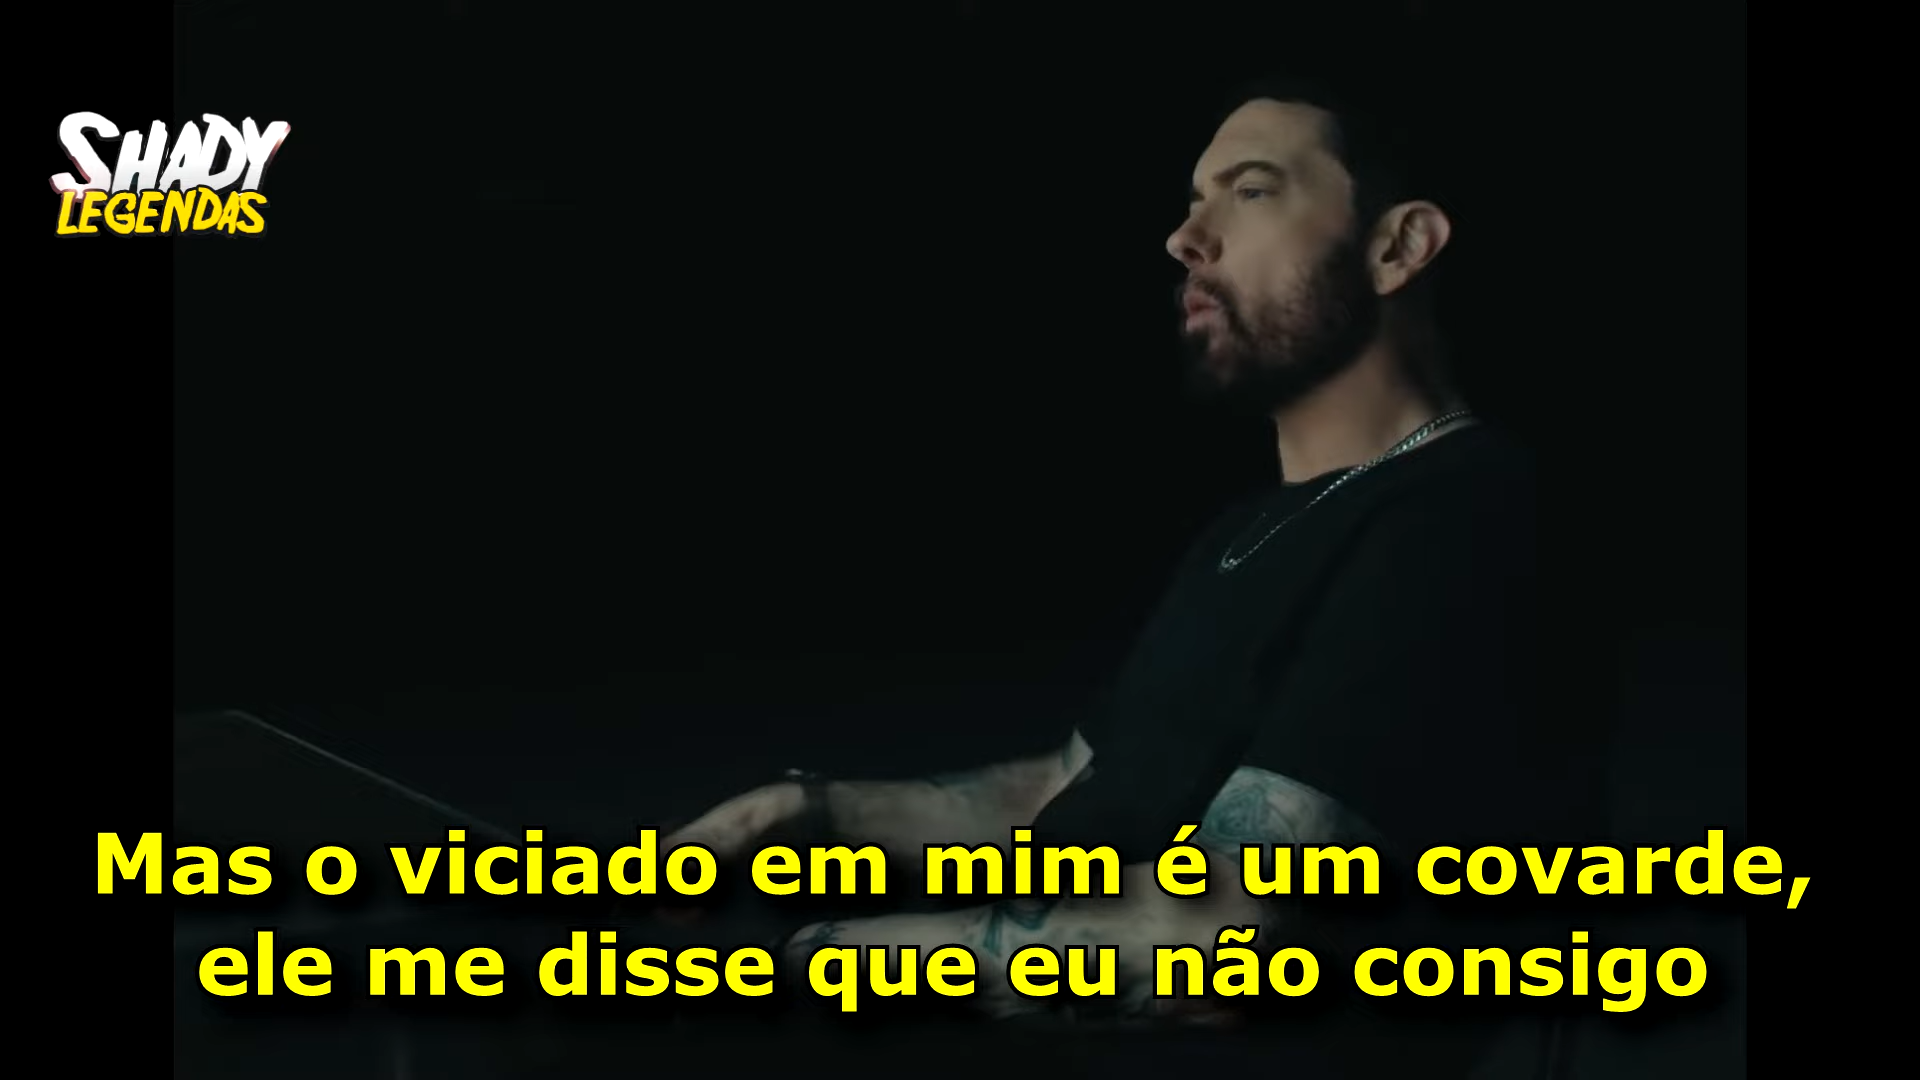 SHADY
LEGENDAS
Mas o viciado em mim é um covarde,
ele me disse que eu não consigo